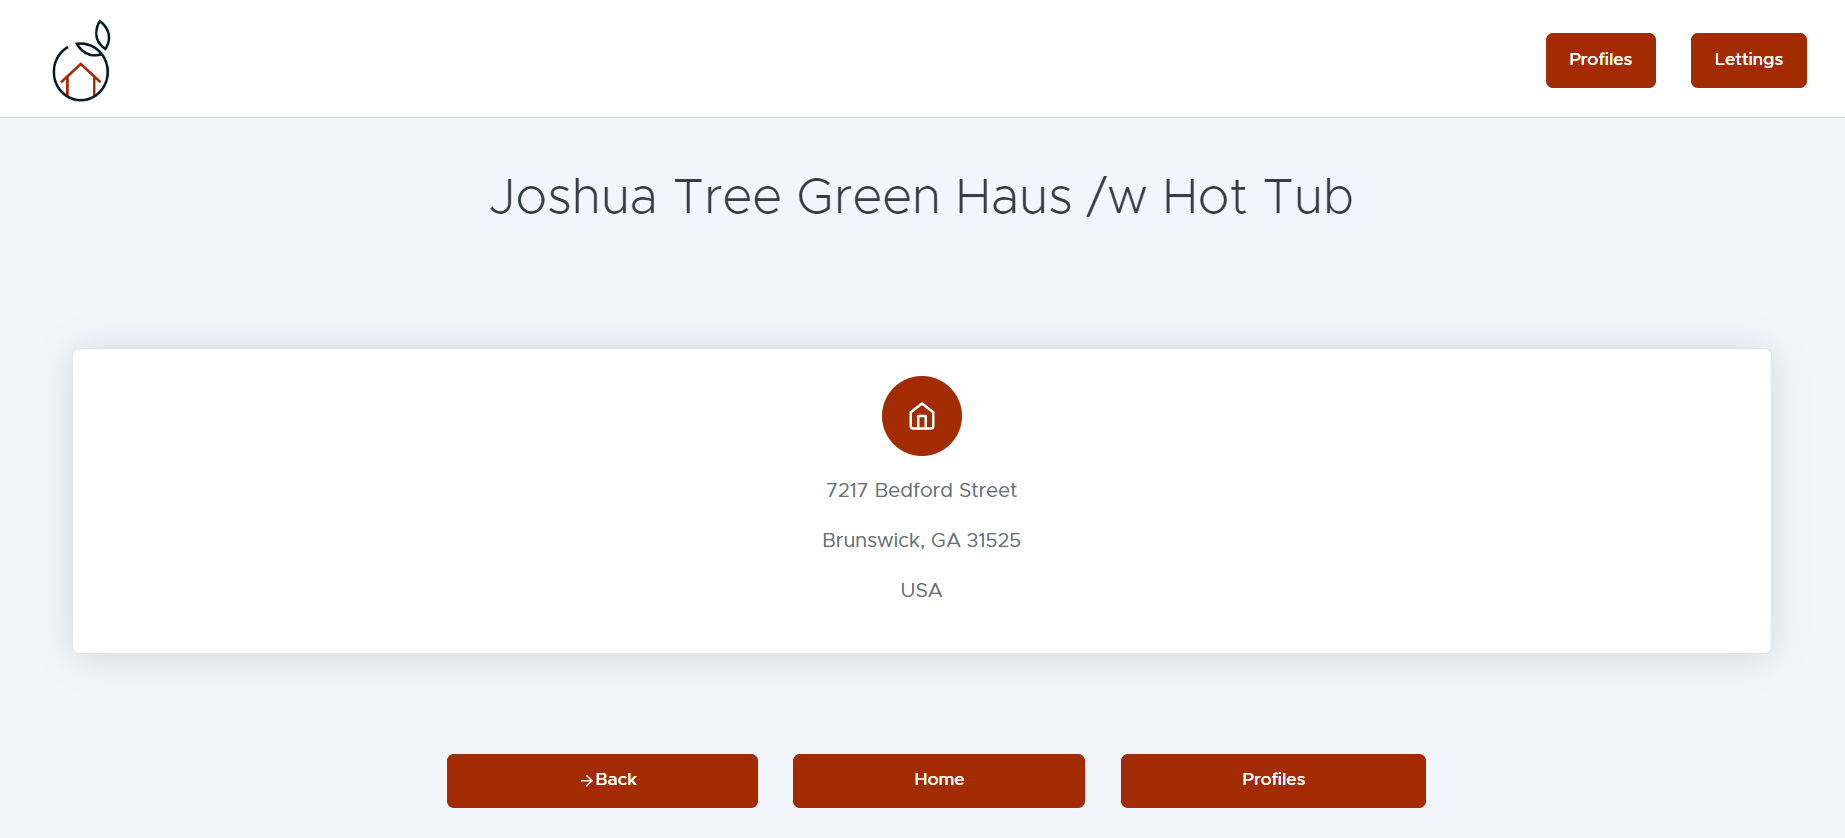 Profiles
Lettings
Joshua Tree Green Haus /w Hot Tub
7217 Bedford Street
Brunswick, GA 31525
USA
→Back
Home
Profiles